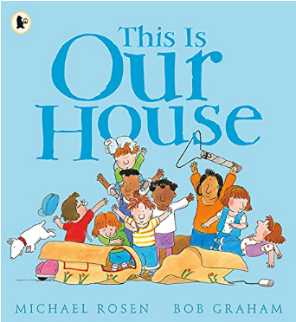 This Is
Our
House
MICHAEL ROSEN BOB GRAHAM